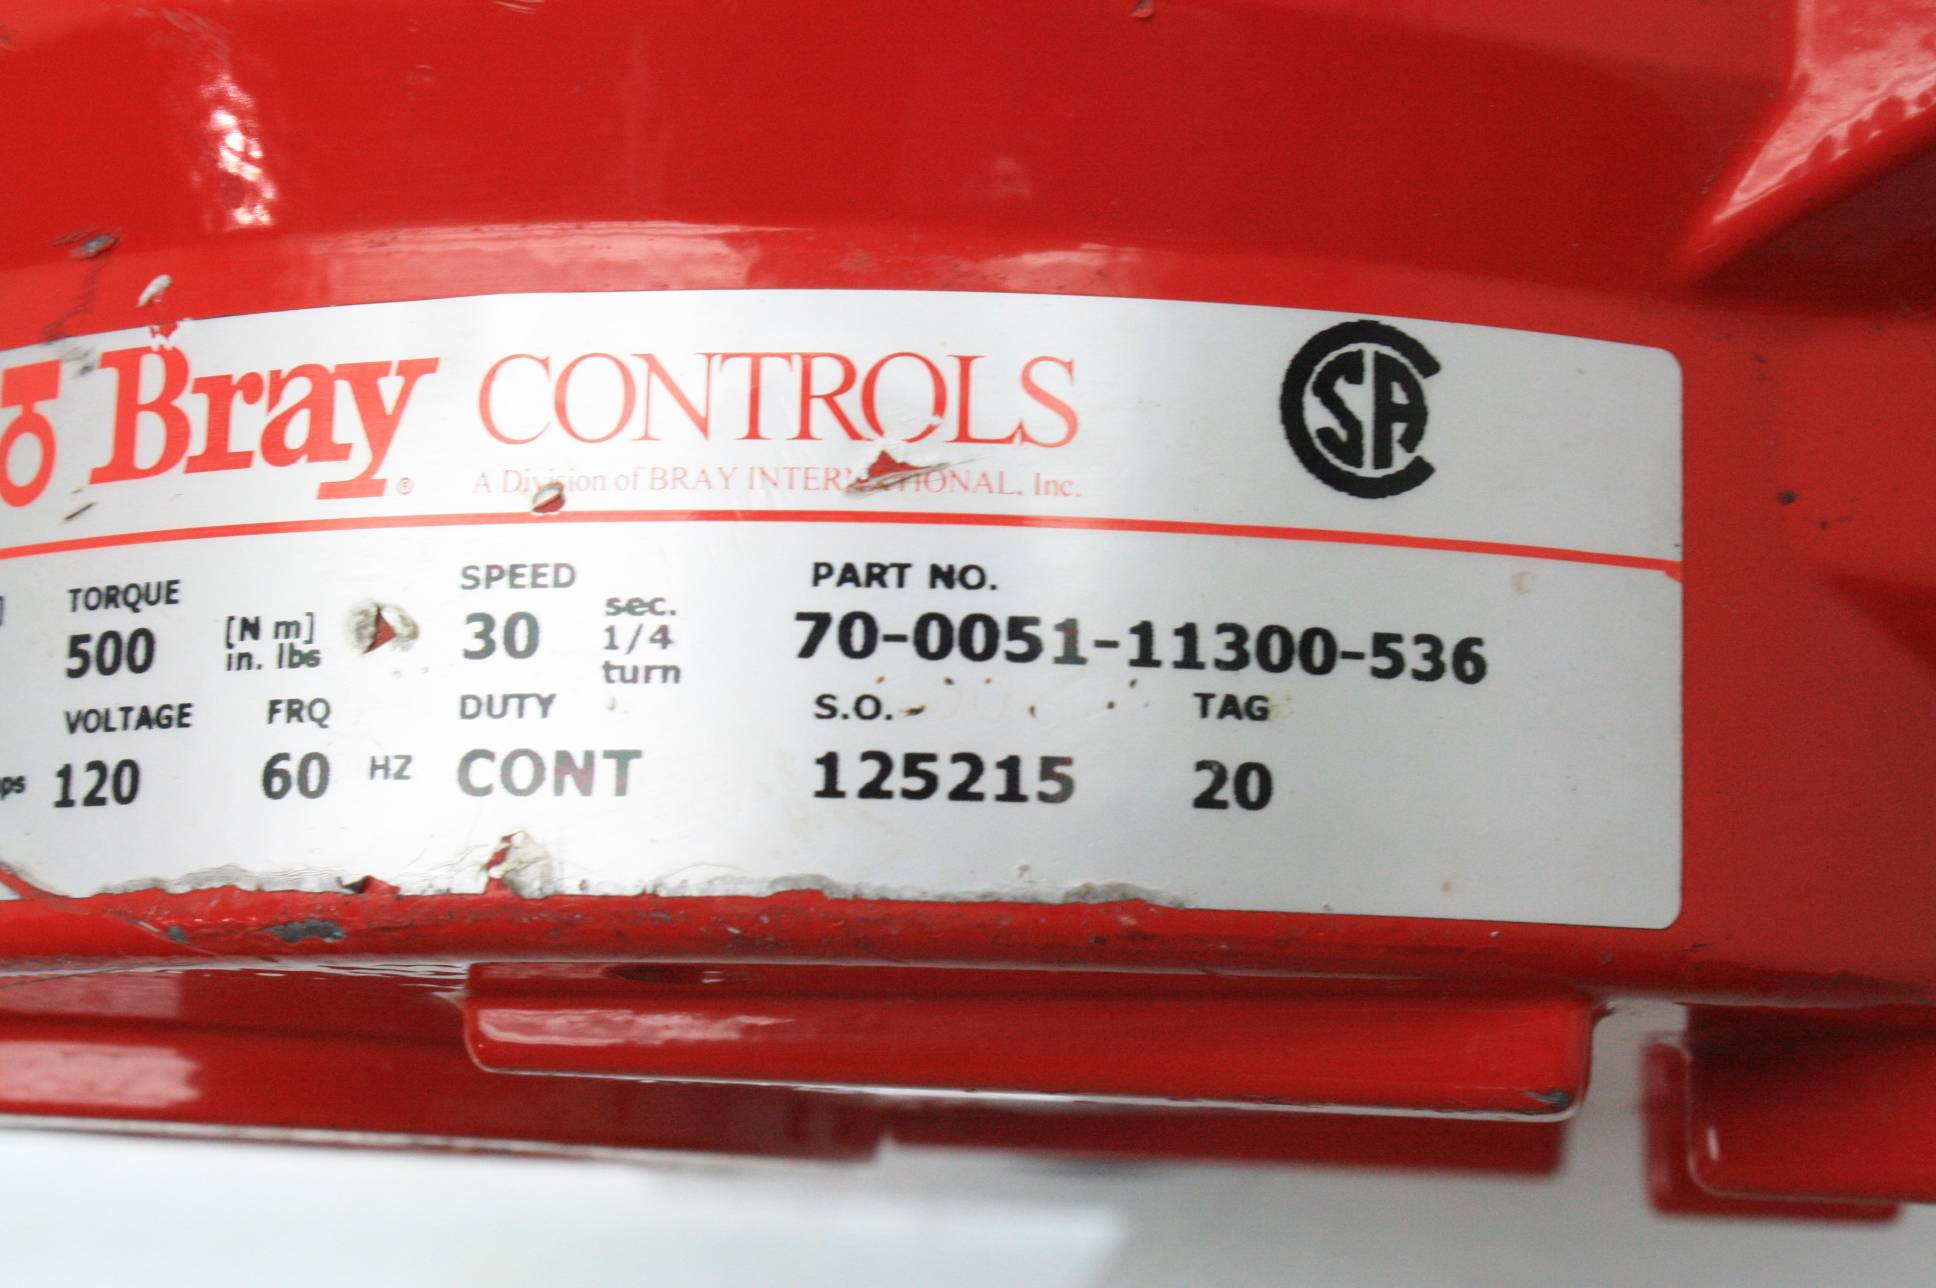 Bray® CONTROLS CSA
A Division of BRAY INTERNATIONAL, Inc.
TORQUE SPEED PART NO.
500 [N m] in. lbs 30 sec. 1/4 turn 70-0051-11300-536
VOLTAGE FRQ DUTY S.O. TAG
120 60 HZ CONT 125215 20